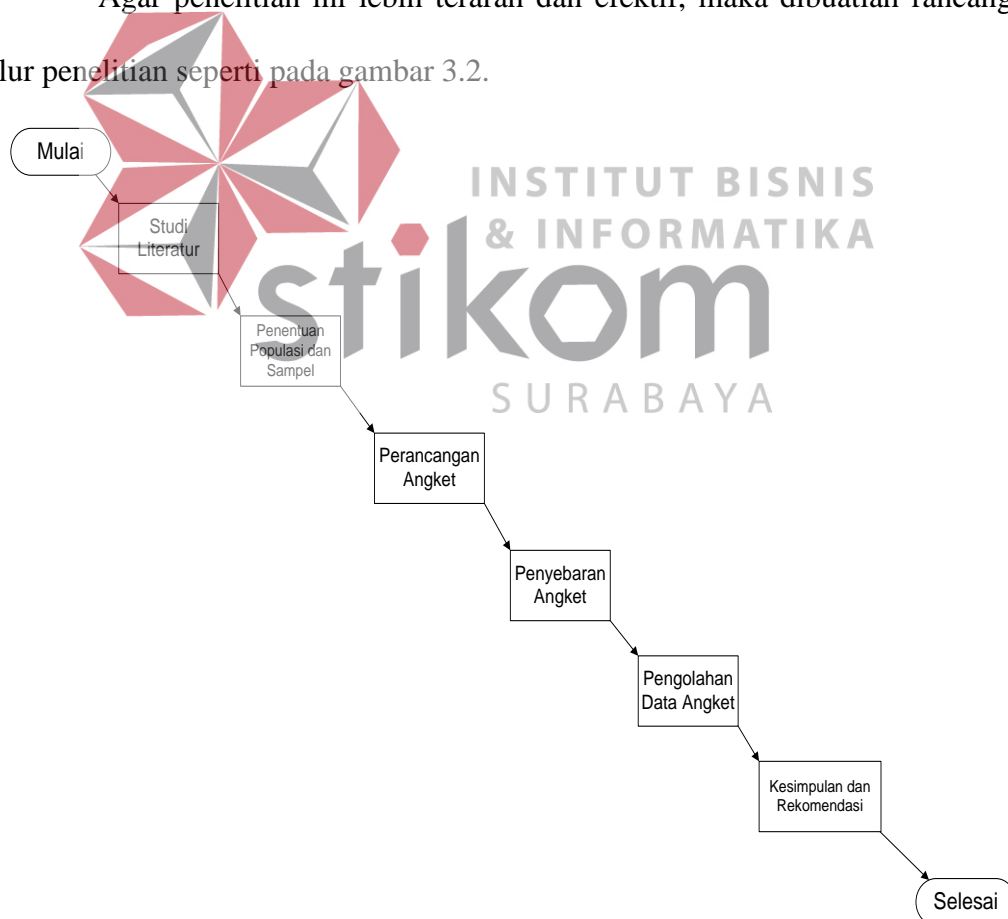 Agar penelitian ini lebih terarah dan efektif, maka dibuatlah rancang
lur penelitian seperti pada gambar 3.2.
Mulai
INSTITUT BISNIS
& INFORMATIKA
Studi
Literatur
stikom
Penentuan
Populasi dan
Sampel
SURABAYA
Perancangan
Angket
Penyebaran
Angket
Pengolahan
Data Angket
Kesimpulan dan
Rekomendasi
Selesai